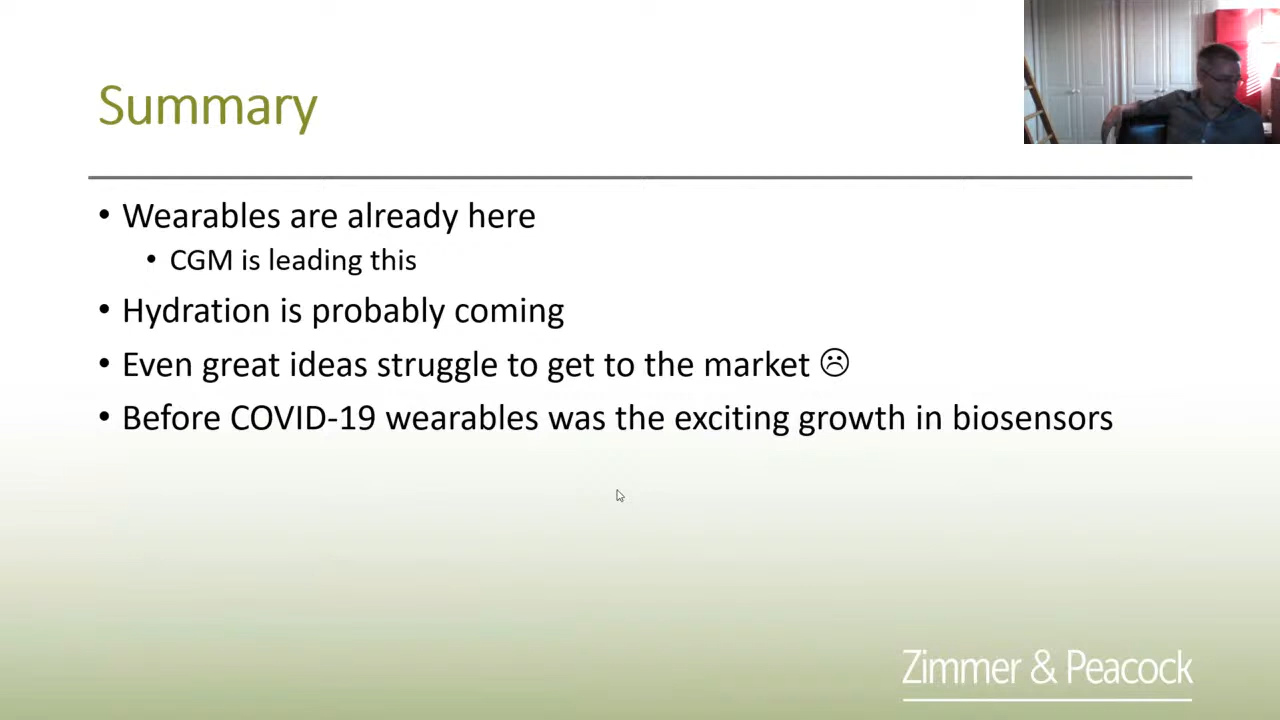 Summary
• Wearables are already here
• CGM is leading this
• Hydration is probably coming
• Even great ideas struggle to get to the market ☹
• Before COVID-19 wearables was the exciting growth in biosensors
Zimmer & Peacock